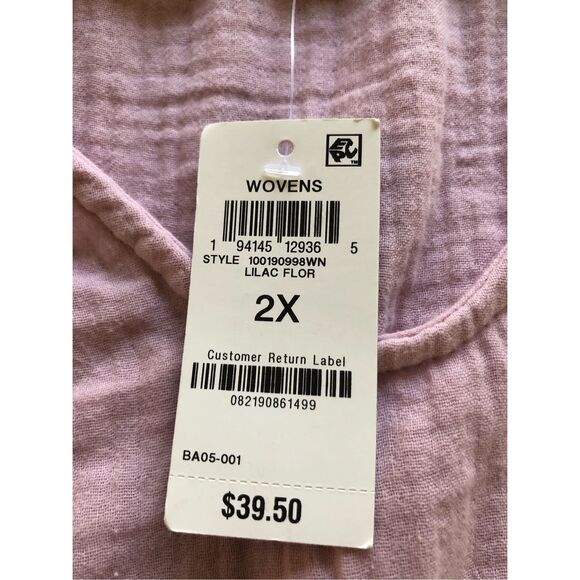 WOVENS
1 94145 12936 5
STYLE 100190998WN
LILAC FLOR
2X
Customer Return Label
082190861499
BA05-001
$39.50